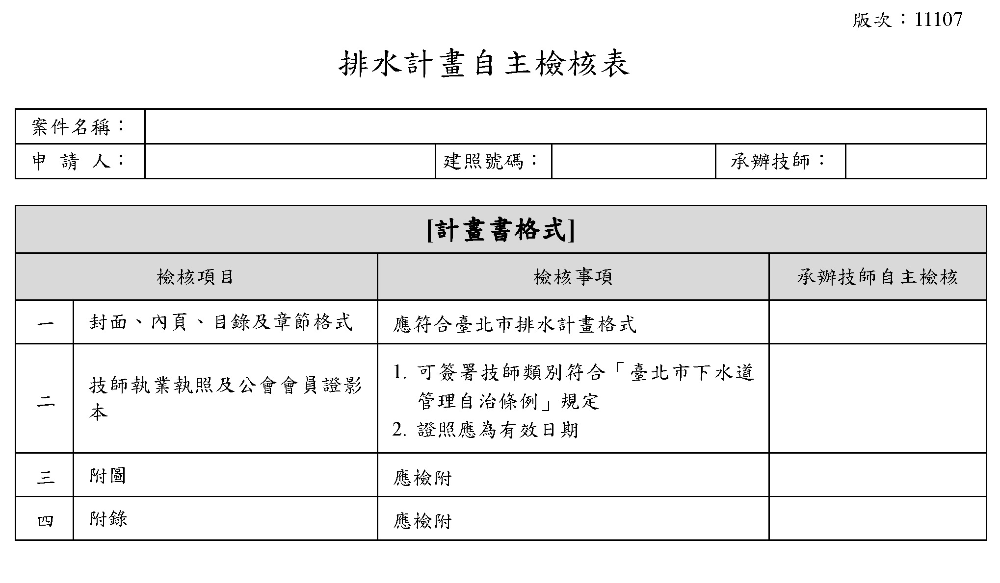 版次：11107
排水計畫自主檢核表
案件名稱：
申 請 人： 建照號碼： 承辦技師：
[計畫書格式]
檢核項目 檢核事項 承辦技師自主檢核
一 封面、內頁、目錄及章節格式 應符合臺北市排水計畫格式
二 技師執業執照及公會會員證影
本
1. 可簽署技師類別符合「臺北市下水道
管理自治條例」規定
2. 證照應為有效日期
三 附圖 應檢附
四 附錄 應檢附